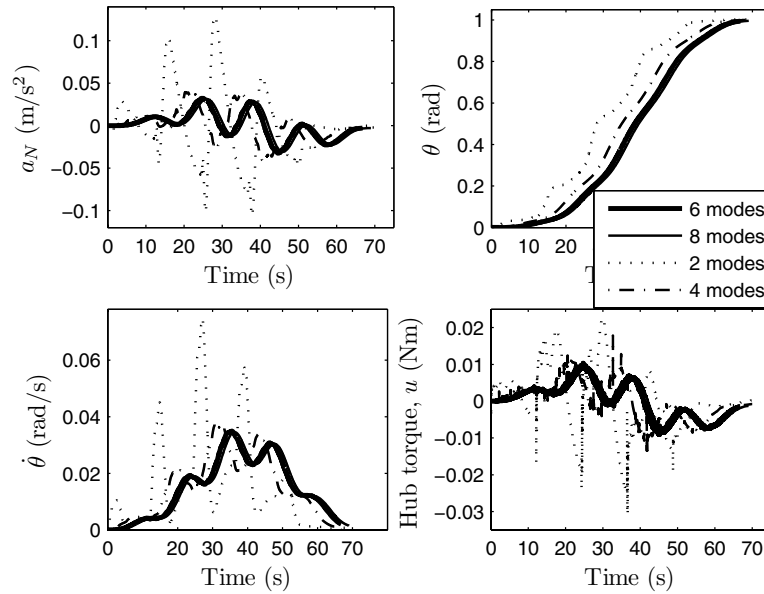 0.1
0.05
0
−0.05
−0.1
a_N (m/s²)
0 10 20 30 40 50 60 70
Time (s)
1
0.8
0.6
0.4
0.2
0
θ (rad)
0 20
T
6 modes
8 modes
2 modes
4 modes
0.06
0.04
0.02
0
θ̇ (rad/s)
0 10 20 30 40 50 60 70
Time (s)
0.02
0.01
0
−0.01
−0.02
−0.03
Hub torque, u (Nm)
0 10 20 30 40 50 60 70
Time (s)